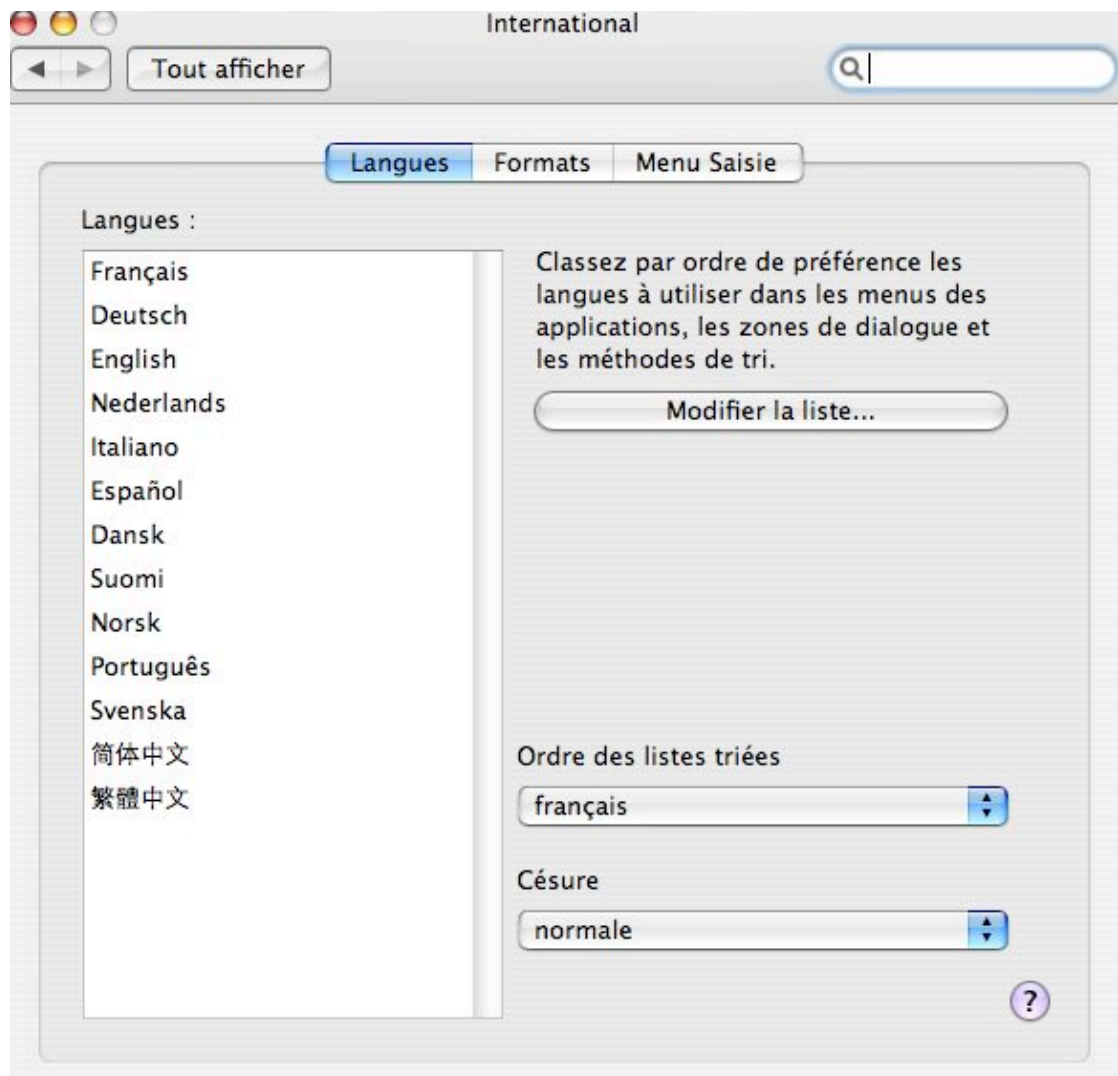 International
Tout afficher
Langues Formats Menu Saisie
Langues :
Français
Deutsch
English
Nederlands
Italiano
Español
Dansk
Suomi
Norsk
Português
Svenska
简体中文
繁體中文
Classez par ordre de préférence les
langues à utiliser dans les menus des
applications, les zones de dialogue et
les méthodes de tri.
Modifier la liste...
Ordre des listes triées
français
Césure
normale
?